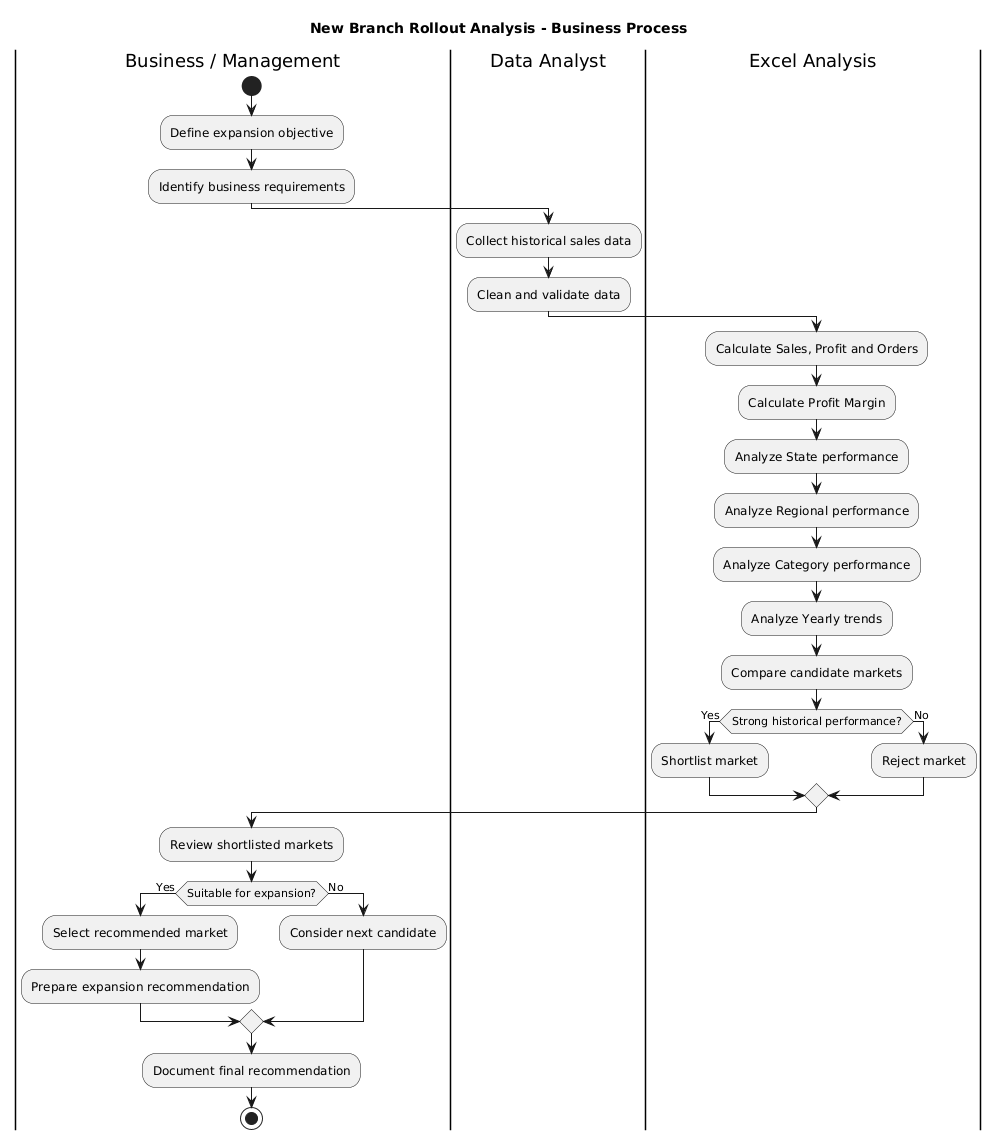 New Branch Rollout Analysis - Business Process
Business / Management
Data Analyst
Excel Analysis
Define expansion objective
Identify business requirements
Collect historical sales data
Clean and validate data
Calculate Sales, Profit and Orders
Calculate Profit Margin
Analyze State performance
Analyze Regional performance
Analyze Category performance
Analyze Yearly trends
Compare candidate markets
Yes
Strong historical performance?
No
Shortlist market
Reject market
Review shortlisted markets
Yes
Suitable for expansion?
No
Select recommended market
Consider next candidate
Prepare expansion recommendation
Document final recommendation